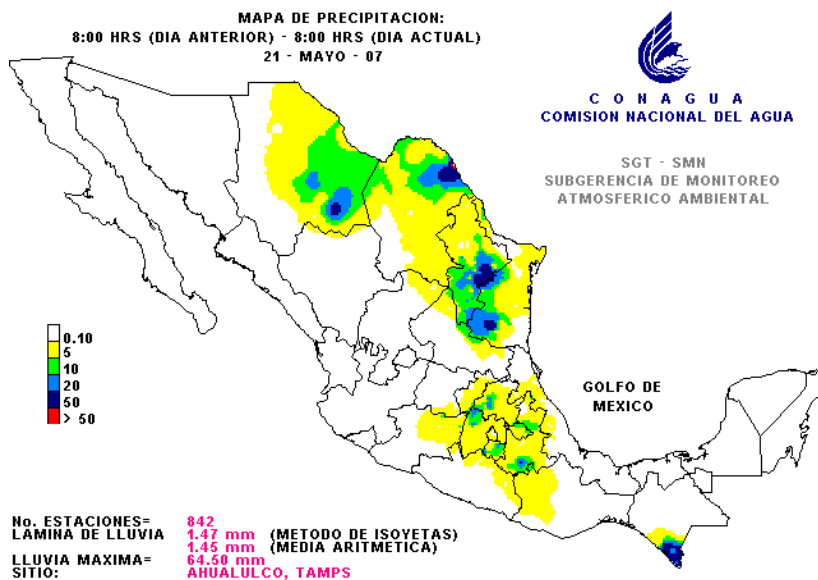 MAPA DE PRECIPITACION:
8:00 HRS (DIA ANTERIOR) - 8:00 HRS (DIA ACTUAL)
21 - MAYO - 07
C O N A G U A
COMISION NACIONAL DEL AGUA
SGT - SMN
SUBGERENCIA DE MONITOREO
ATMOSFERICO AMBIENTAL
0.10
5
10
20
50
> 50
GOLFO DE
MEXICO
No. ESTACIONES= 842
LAMINA DE LLUVIA 1.47 mm (METODO DE ISOYETAS)
1.45 mm (MEDIA ARITMETICA)
LLUVIA MAXIMA= 64.50 mm
SITIO: AHUALULCO, TAMPS